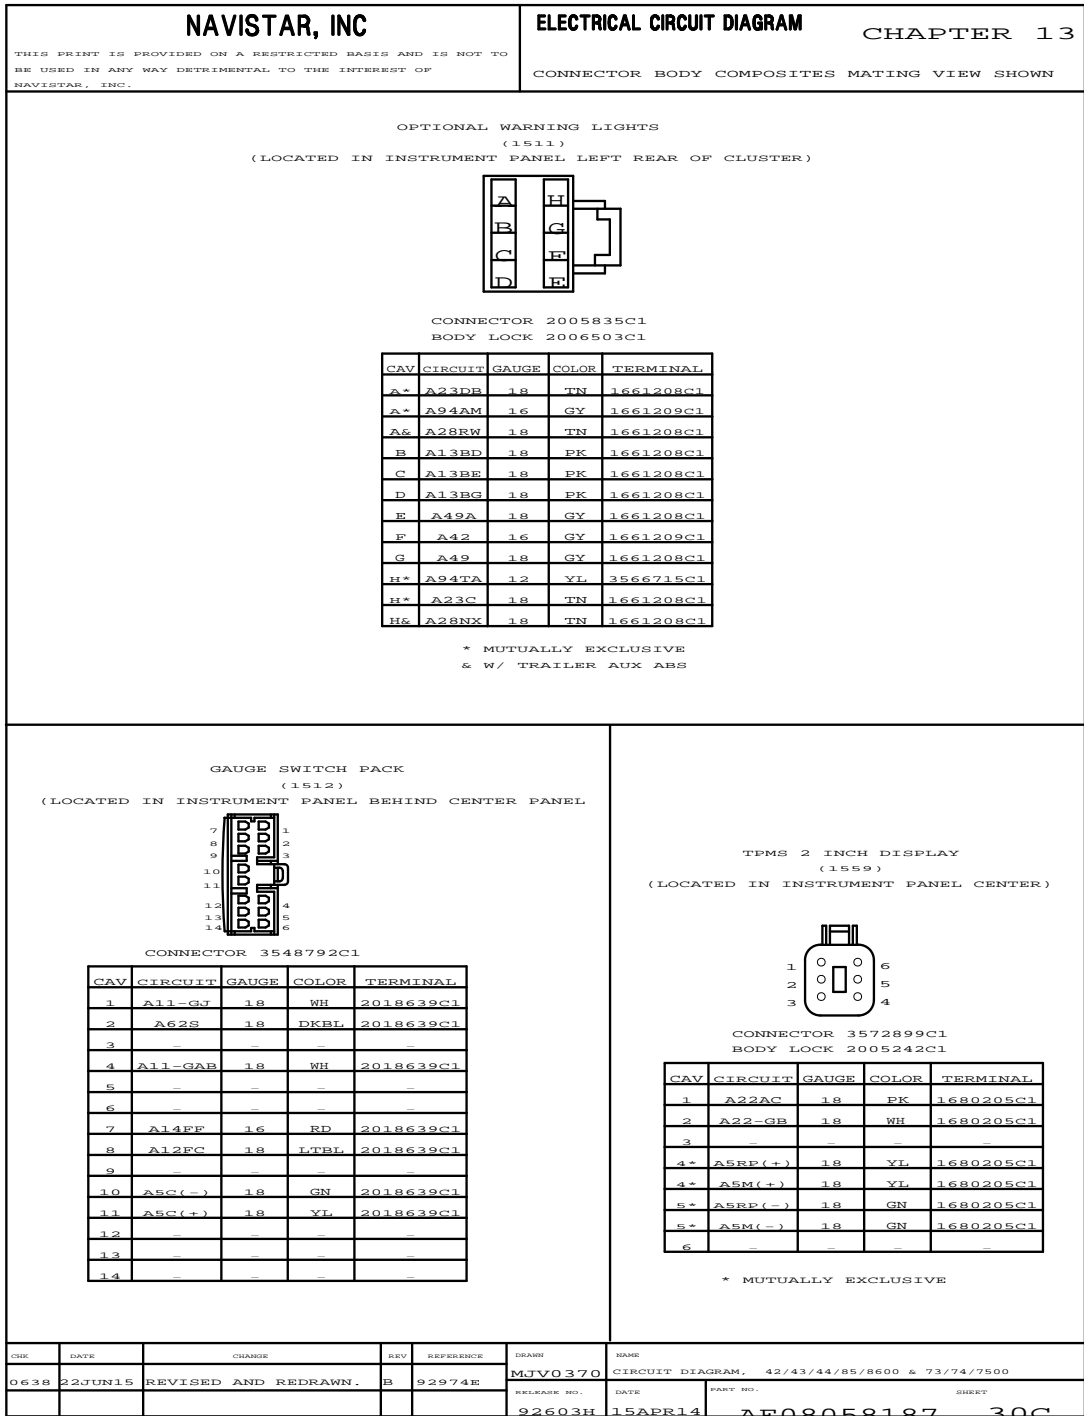 NAVISTAR, INC
THIS PRINT IS PROVIDED ON A RESTRICTED BASIS AND IS NOT TO
BE USED IN ANY WAY DETRIMENTAL TO THE INTEREST OF
NAVISTAR, INC.
ELECTRICAL CIRCUIT DIAGRAM
CHAPTER 13
CONNECTOR BODY COMPOSITES MATING VIEW SHOWN
OPTIONAL WARNING LIGHTS
(1511)
(LOCATED IN INSTRUMENT PANEL LEFT REAR OF CLUSTER)
A H
B G
C F
D E
CONNECTOR 2005835C1
BODY LOCK 2006503C1
CAV CIRCUIT GAUGE COLOR TERMINAL
A* A23DB 18 TN 1661208C1
A* A94AM 16 GY 1661209C1
A& A28RW 18 TN 1661208C1
B A13BD 18 PK 1661208C1
C A13BE 18 PK 1661208C1
D A13BG 18 PK 1661208C1
E A49A 18 GY 1661208C1
F A42 16 GY 1661209C1
G A49 18 GY 1661208C1
H* A94TA 12 YL 3566715C1
H* A23C 18 TN 1661208C1
H& A28NX 18 TN 1661208C1
* MUTUALLY EXCLUSIVE
& W/ TRAILER AUX ABS
GAUGE SWITCH PACK
(1512)
(LOCATED IN INSTRUMENT PANEL BEHIND CENTER PANEL
7 1
8 2
9 3
10
11
12 4
13 5
14 6
CONNECTOR 3548792C1
CAV CIRCUIT GAUGE COLOR TERMINAL
1 A11-GJ 18 WH 2018639C1
2 A62S 18 DKBL 2018639C1
3 - - - -
4 A11-GAB 18 WH 2018639C1
5 - - - -
6 - - - -
7 A14FF 16 RD 2018639C1
8 A12FC 18 LTBL 2018639C1
9 - - - -
10 A5C(-) 18 GN 2018639C1
11 A5C(+) 18 YL 2018639C1
12 - - - -
13 - - - -
14 - - - -
TPMS 2 INCH DISPLAY
(1559)
(LOCATED IN INSTRUMENT PANEL CENTER)
1 6
2 5
3 4
CONNECTOR 3572899C1
BODY LOCK 2005242C1
CAV CIRCUIT GAUGE COLOR TERMINAL
1 A22AC 18 PK 1680205C1
2 A22-GB 18 WH 1680205C1
3 - - - -
4* A5RP(+) 18 YL 1680205C1
4* A5M(+) 18 YL 1680205C1
5* A5RP(-) 18 GN 1680205C1
5* A5M(-) 18 GN 1680205C1
6 - - - -
* MUTUALLY EXCLUSIVE
CHK DATE CHANGE REV REFERENCE
0638 22JUN15 REVISED AND REDRAWN. B 92974E
DRAWN
MJV0370
NAME
CIRCUIT DIAGRAM, 42/43/44/85/8600 & 73/74/7500
RELEASE NO.
92603H
DATE
15APR14
PART NO.
AF08058187
SHEET
30C